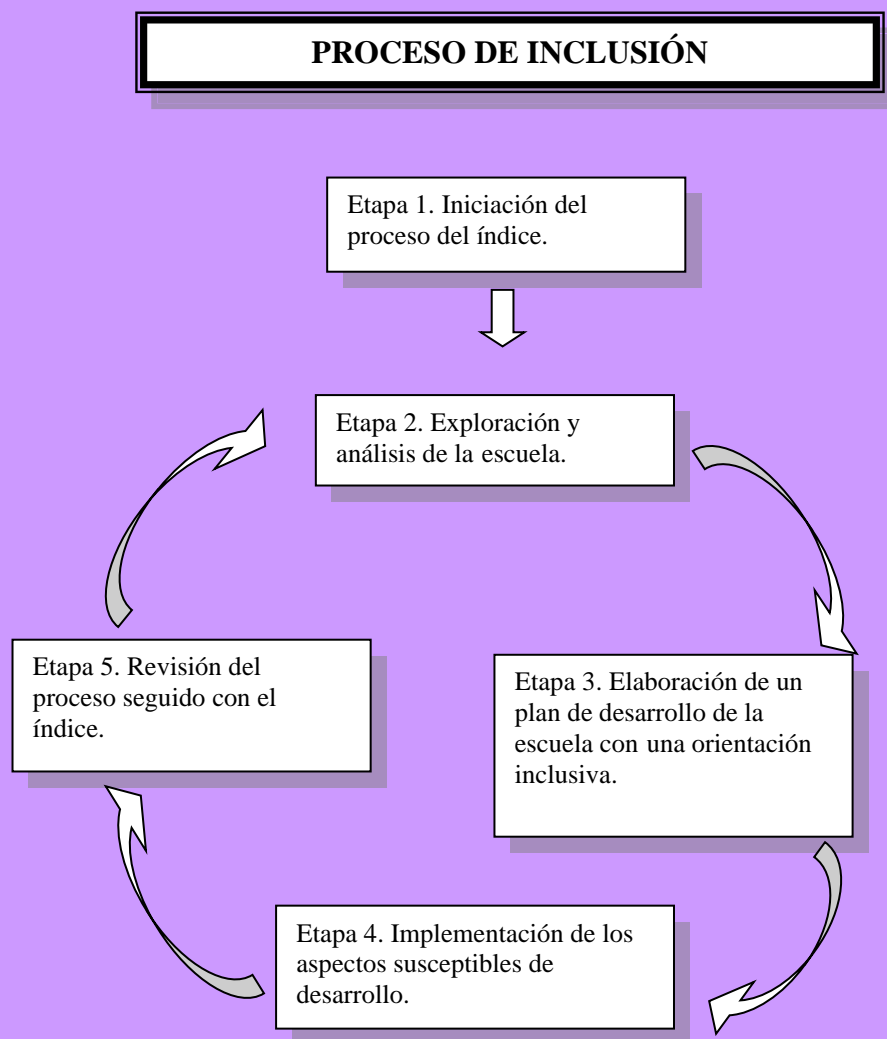 PROCESO DE INCLUSIÓN
Etapa 1. Iniciación del
proceso del índice.
Etapa 2. Exploración y
análisis de la escuela.
Etapa 3. Elaboración de un
plan de desarrollo de la
escuela con una orientación
inclusiva.
Etapa 4. Implementación de los
aspectos susceptibles de
desarrollo.
Etapa 5. Revisión del
proceso seguido con el
índice.